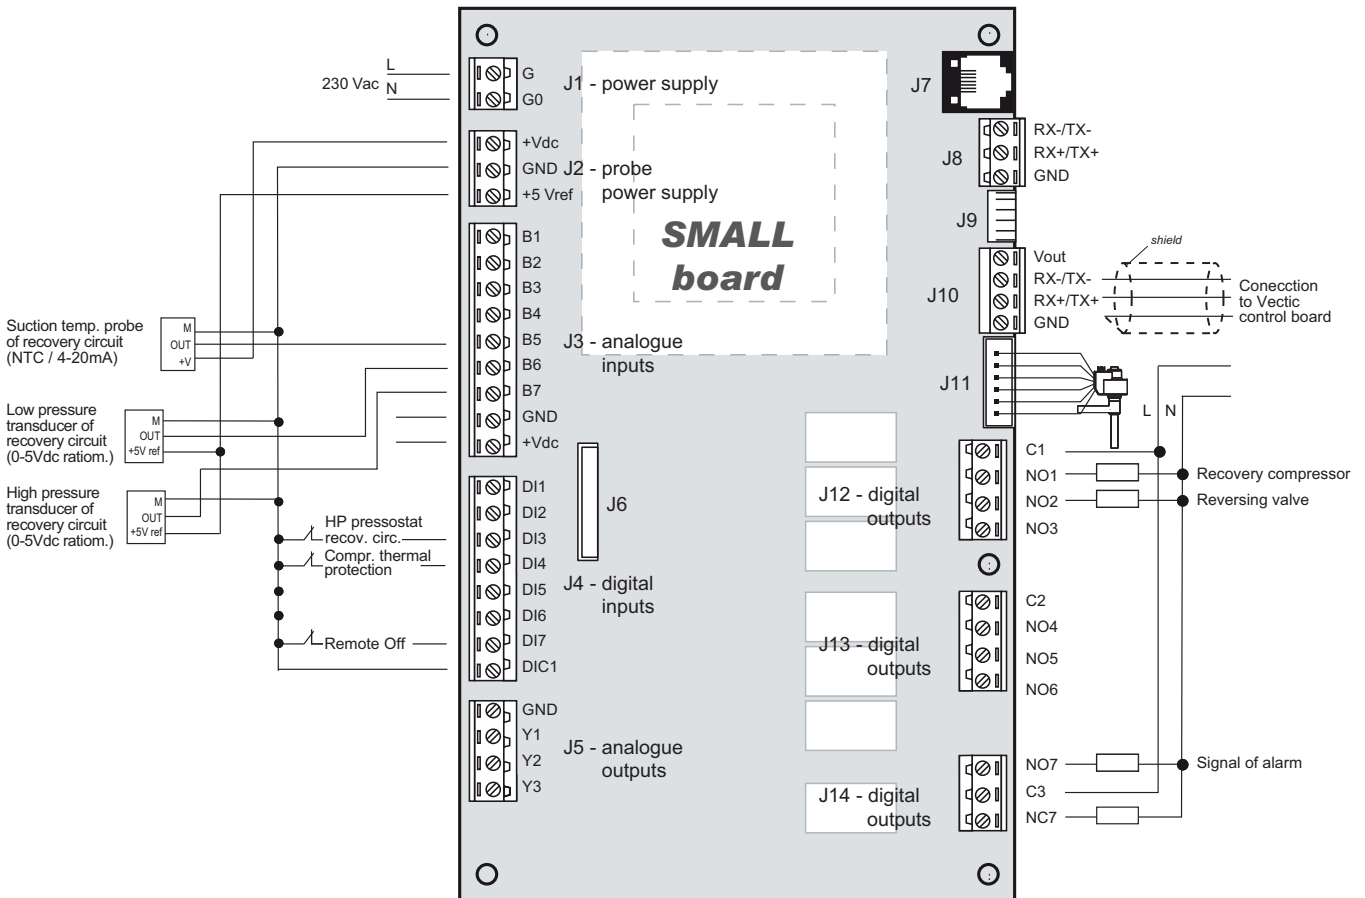 L
230 Vac
N
G
G0
J1 - power supply
+Vdc
GND
+5 Vref
J2 - probe
power supply
SMALL
board
B1
B2
B3
B4
B5
B6
B7
GND
+Vdc
J3 - analogue
inputs
Suction temp. probe
of recovery circuit
(NTC / 4-20mA)
M
OUT
+V
Low pressure
transducer of
recovery circuit
(0-5Vdc ratiom.)
M
OUT
+5V ref
High pressure
transducer of
recovery circuit
(0-5Vdc ratiom.)
M
OUT
+5V ref
HP pressostat
recov. circ.
Compr. thermal
protection
Remote Off
DI1
DI2
DI3
DI4
DI5
DI6
DI7
DIC1
J4 - digital
inputs
J6
GND
Y1
Y2
Y3
J5 - analogue
outputs
J7
J8
RX-/TX-
RX+/TX+
GND
J9
J10
Vout
RX-/TX-
RX+/TX+
GND
shield
Conecction
to Vectic
control board
J11
L N
J12 - digital
outputs
C1
NO1
NO2
NO3
Recovery compressor
Reversing valve
J13 - digital
outputs
C2
NO4
NO5
NO6
J14 - digital
outputs
NO7
C3
NC7
Signal of alarm